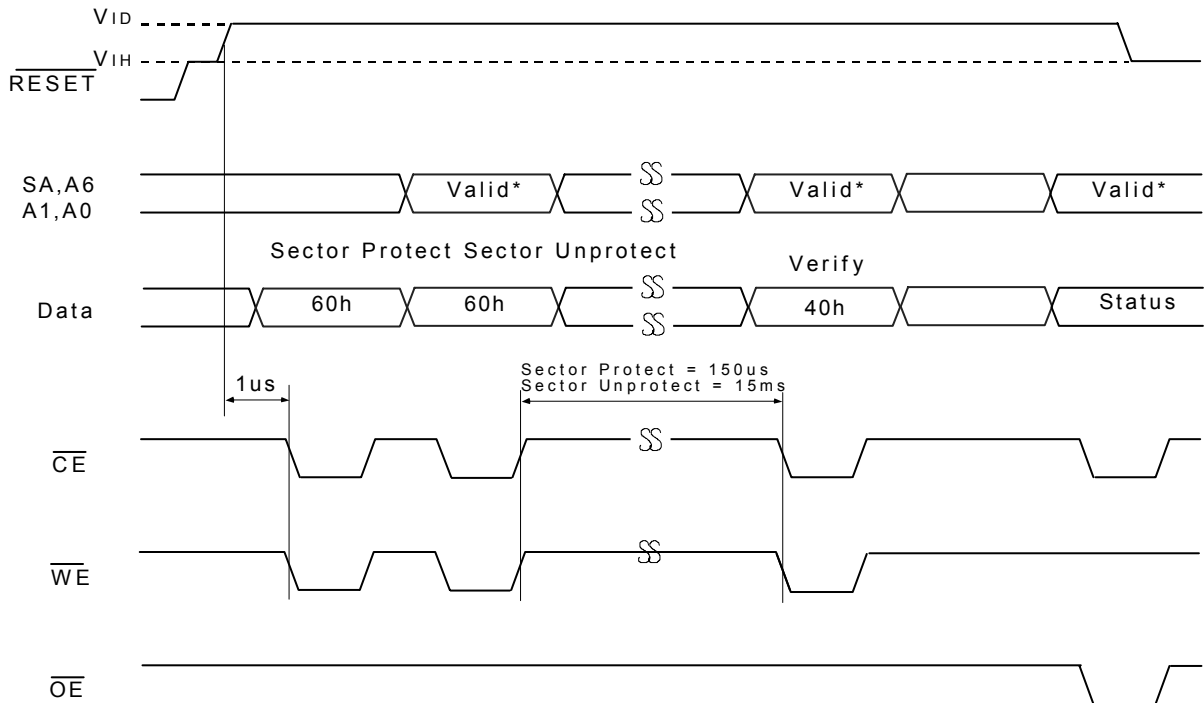 VID
VIH
RESET
SA,A6
A1,A0
Valid*
Valid*
Valid*
Sector Protect Sector Unprotect
Verify
Data
60h
60h
40h
Status
1us
Sector Protect = 150us
Sector Unprotect = 15ms
CE
WE
OE